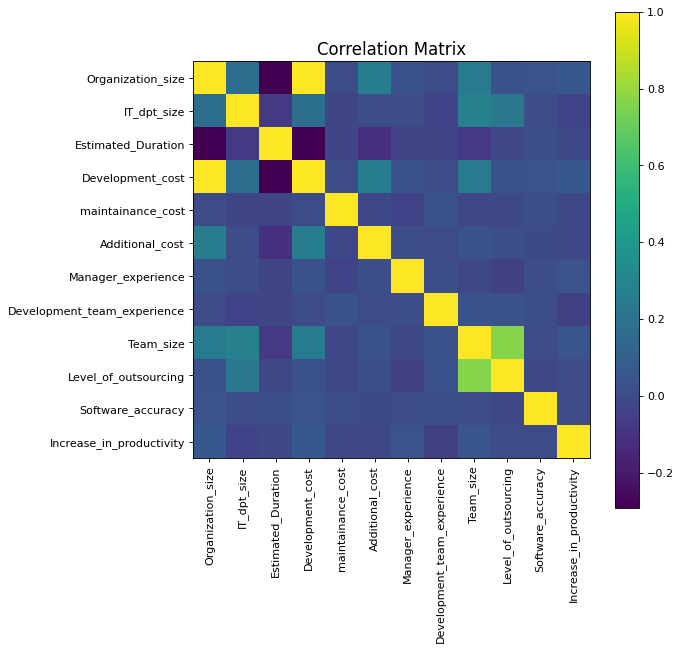 Correlation Matrix
Organization_size
IT_dpt_size
Estimated_Duration
Development_cost
maintainance_cost
Additional_cost
Manager_experience
Development_team_experience
Team_size
Level_of_outsourcing
Software_accuracy
Increase_in_productivity
Organization_size
IT_dpt_size
Estimated_Duration
Development_cost
maintainance_cost
Additional_cost
Manager_experience
Development_team_experience
Team_size
Level_of_outsourcing
Software_accuracy
Increase_in_productivity
1.0
0.8
0.6
0.4
0.2
0.0
−0.2